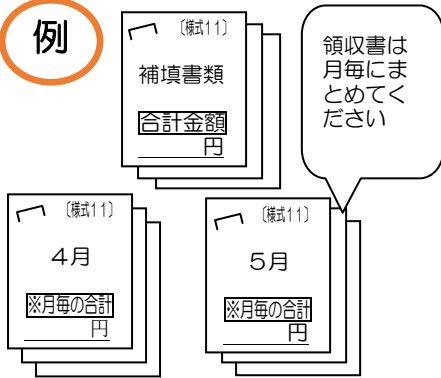 例
〔様式11〕
補填書類
合計金額
円
領収書は
月毎にま
とめてく
ださい
〔様式11〕
4月
※月毎の合計
円
〔様式11〕
5月
※月毎の合計
円